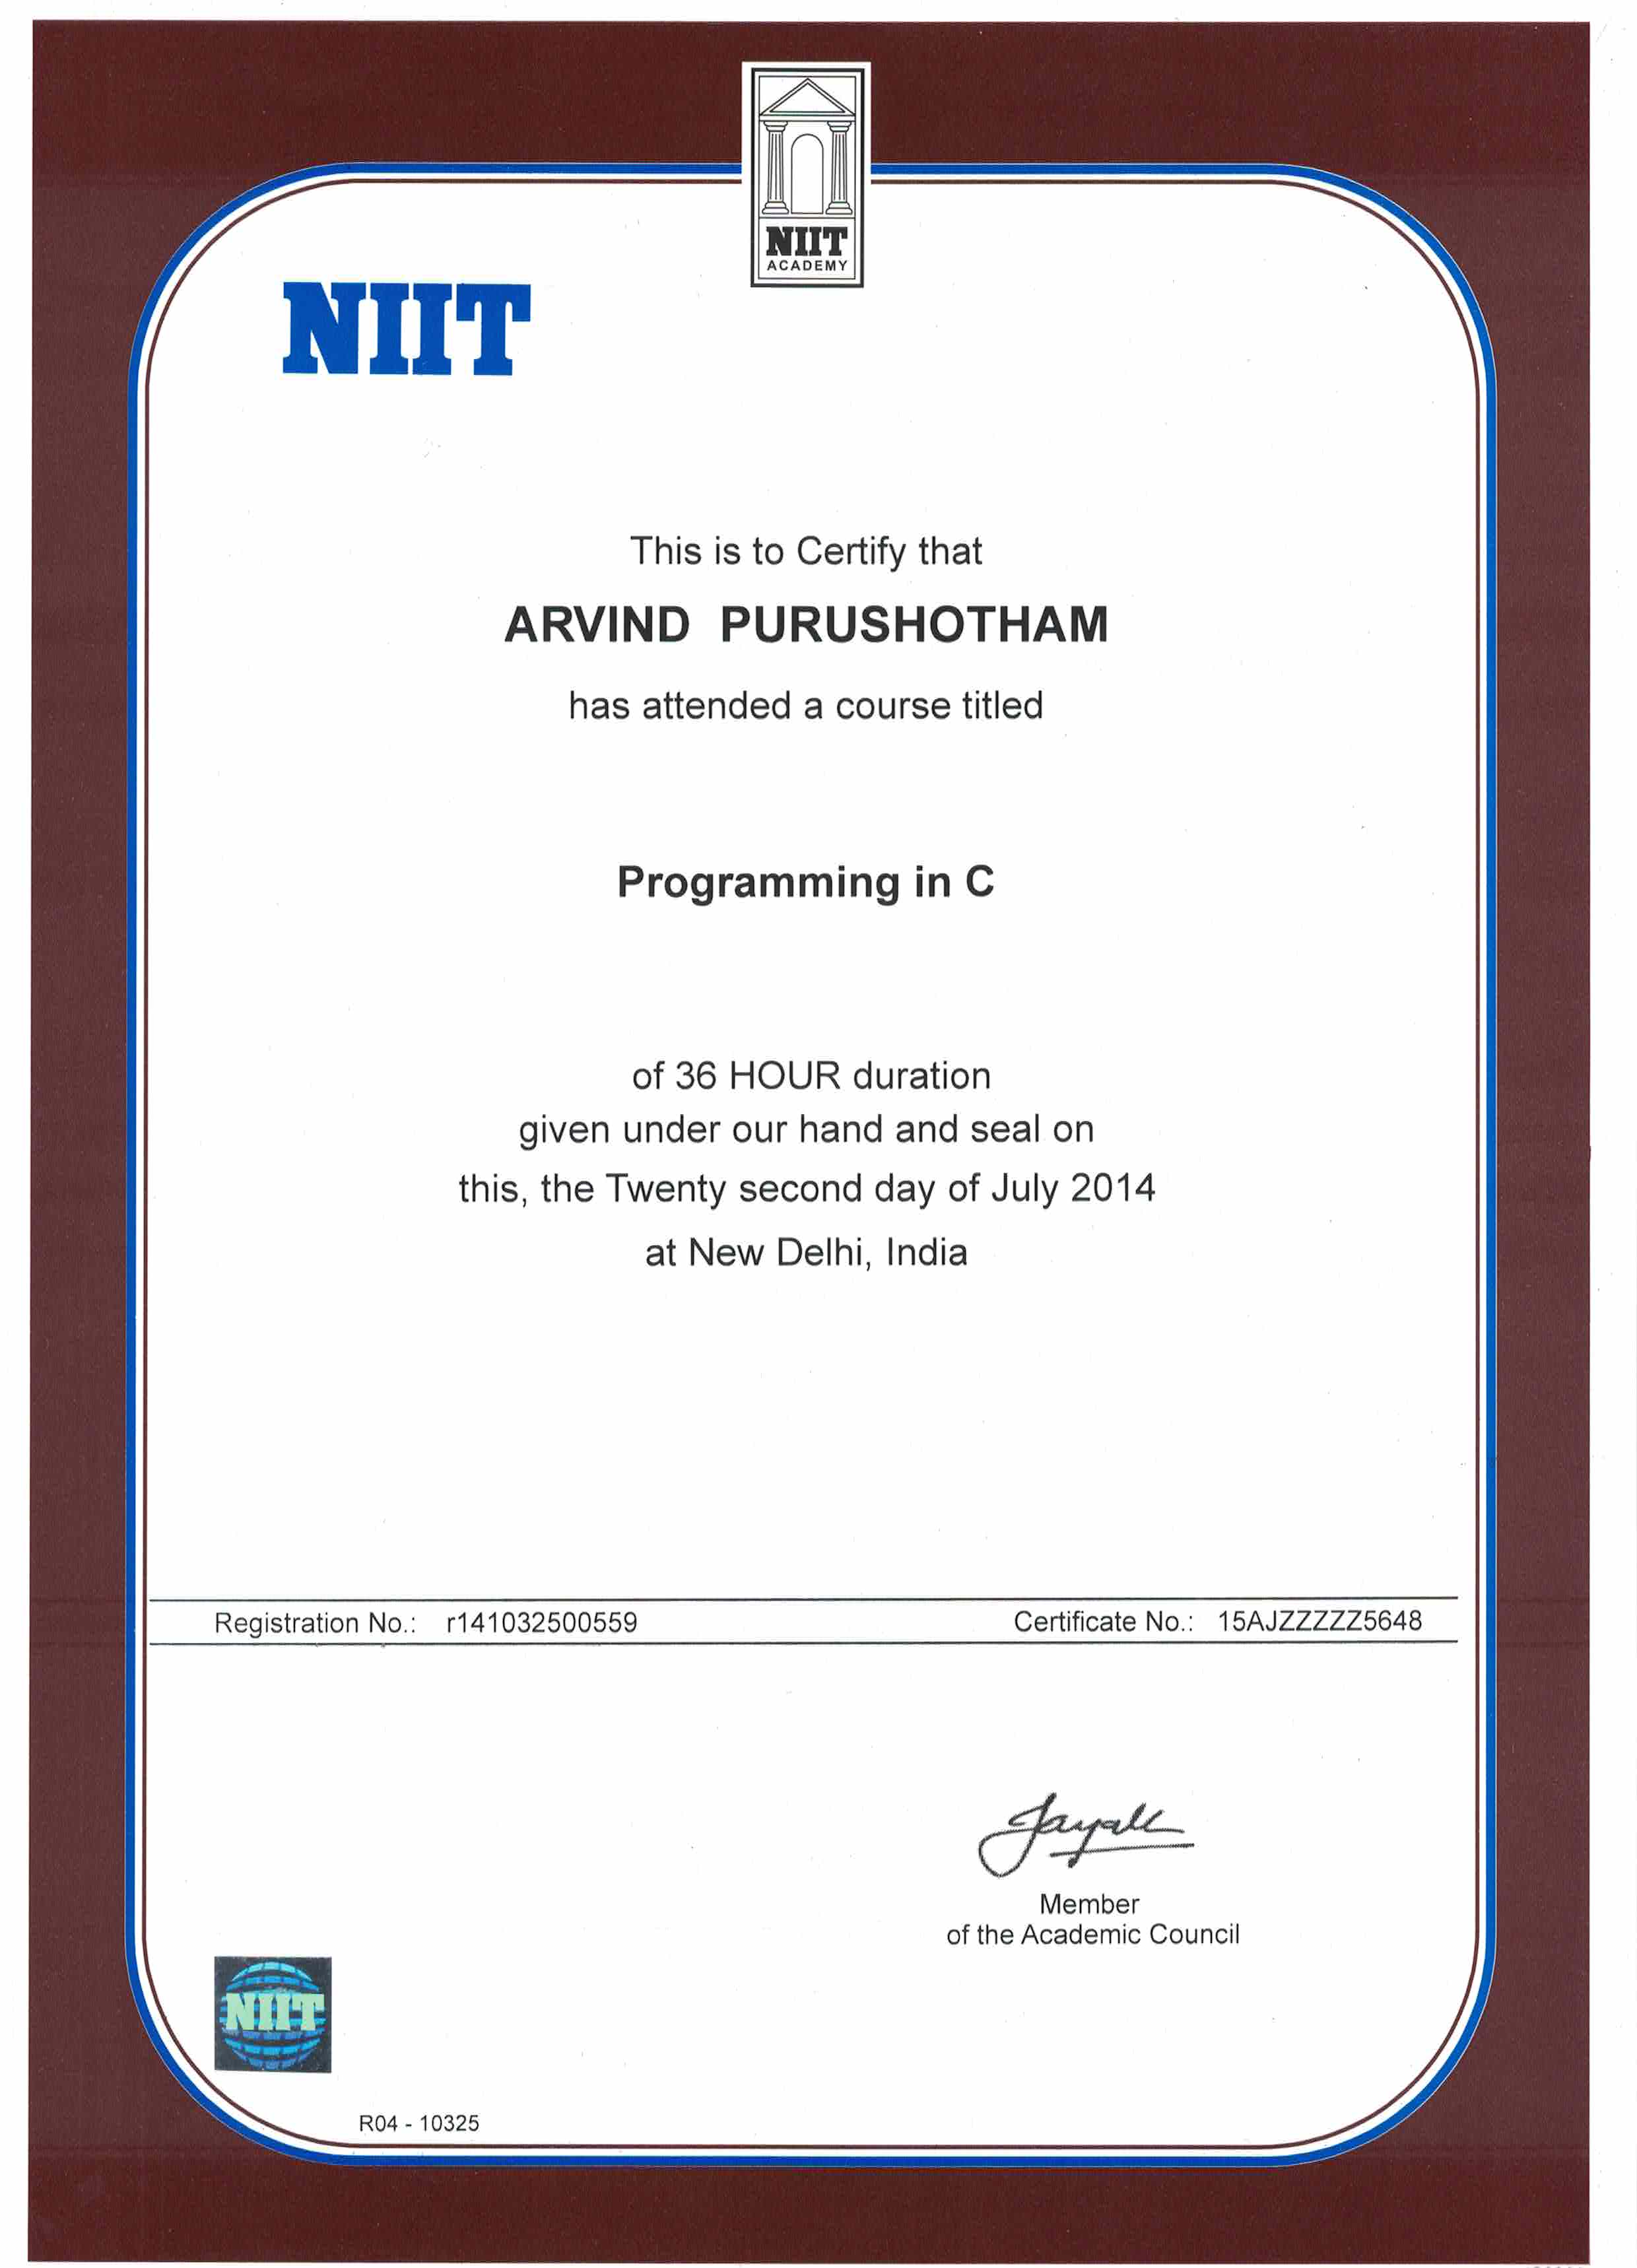 NIIT
ACADEMY
NIIT
This is to Certify that
ARVIND PURUSHOTHAM
has attended a course titled
Programming in C
of 36 HOUR duration
given under our hand and seal on
this, the Twenty second day of July 2014
at New Delhi, India
Registration No.: r141032500559 Certificate No.: 15AJZZZZZ5648
Member
of the Academic Council
NIIT
R04 - 10325